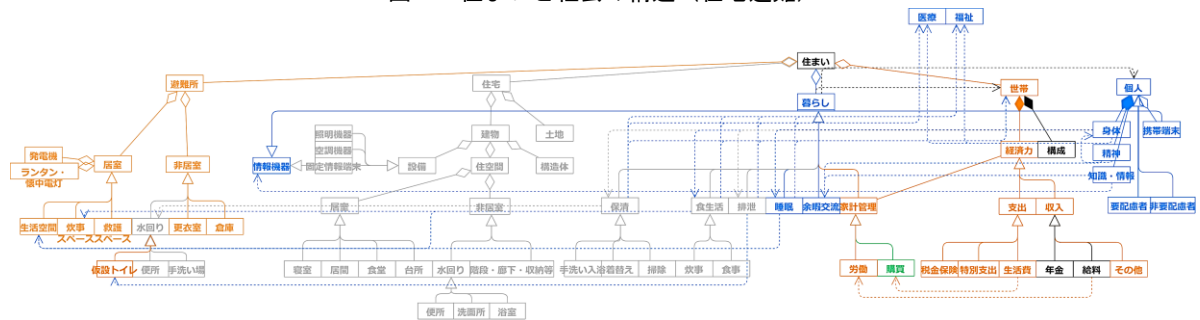 医療 福祉
住まい
避難所 住宅 世帯 個人
暮らし
照明機器 建物 土地 身体 携帯端末
空調機器
発電機 居室 非居室 情報機器 固定情報端末 設備 住空間 構造体 経済力 構成 精神
ランタン・
懐中電灯
知識・情報
居室 非居室 保清 食生活 排泄 睡眠 余暇交流 家計管理 支出 収入 要配慮者 非要配慮者
生活空間 炊事 救護 水回り 更衣室 倉庫
スペース スペース
仮設トイレ 便所 手洗い場 寝室 居間 食堂 台所 水回り 階段・廊下・収納等 手洗い 入浴 着替え 掃除 炊事 食事 労働 購買 税金保険 特別支出 生活費 年金 給料 その他
便所 洗面所 浴室